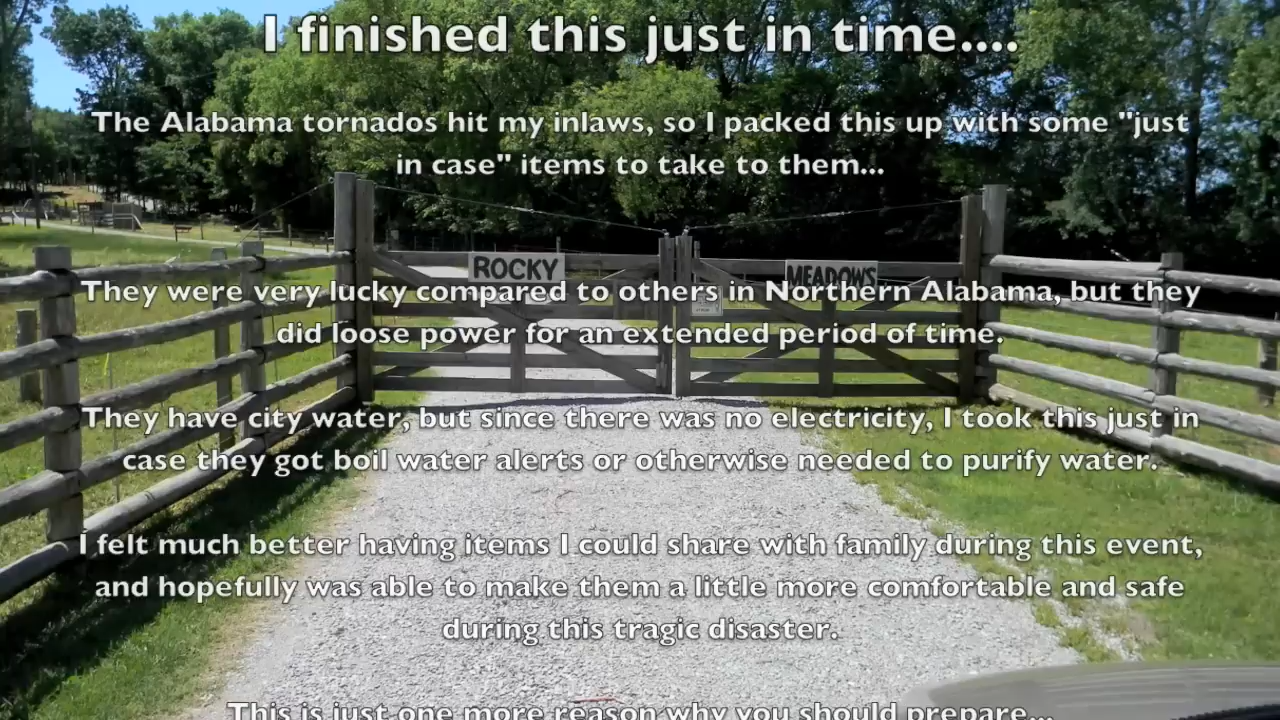 I finished this just in time....
The Alabama tornados hit my inlaws, so I packed this up with some "just
in case" items to take to them...
ROCKY
MEADOWS
They were very lucky compared to others in Northern Alabama, but they
did loose power for an extended period of time.
They have city water, but since there was no electricity, I took this just in
case they got boil water alerts or otherwise needed to purify water.
I felt much better having items I could share with family during this event,
and hopefully was able to make them a little more comfortable and safe
during this tragic disaster.
This is just one more reason why you should prepare...